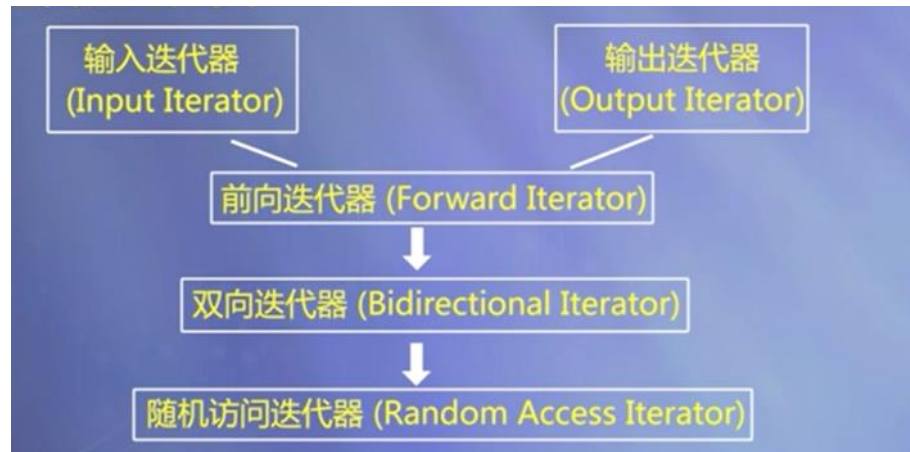 输入迭代器
(Input Iterator)
输出迭代器
(Output Iterator)
前向迭代器 (Forward Iterator)
双向迭代器 (Bidirectional Iterator)
随机访问迭代器 (Random Access Iterator)